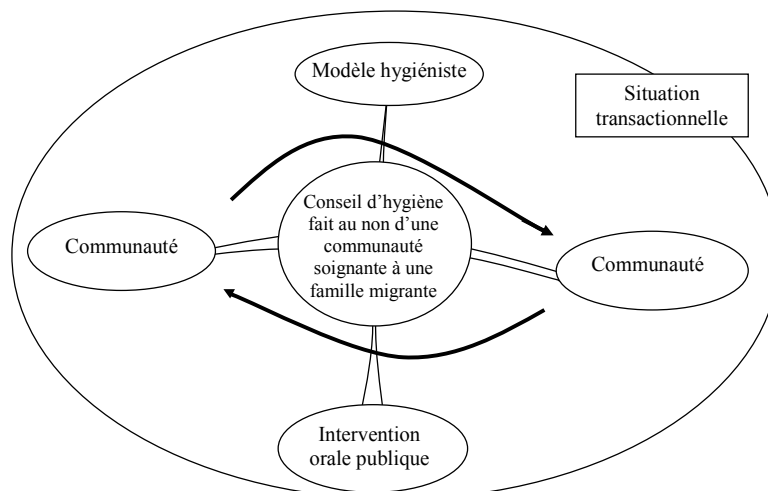 Modèle hygiéniste
Situation
transactionnelle
Conseil d’hygiène
fait au non d’une
communauté
soignante à une
famille migrante
Communauté
Communauté
Intervention
orale publique